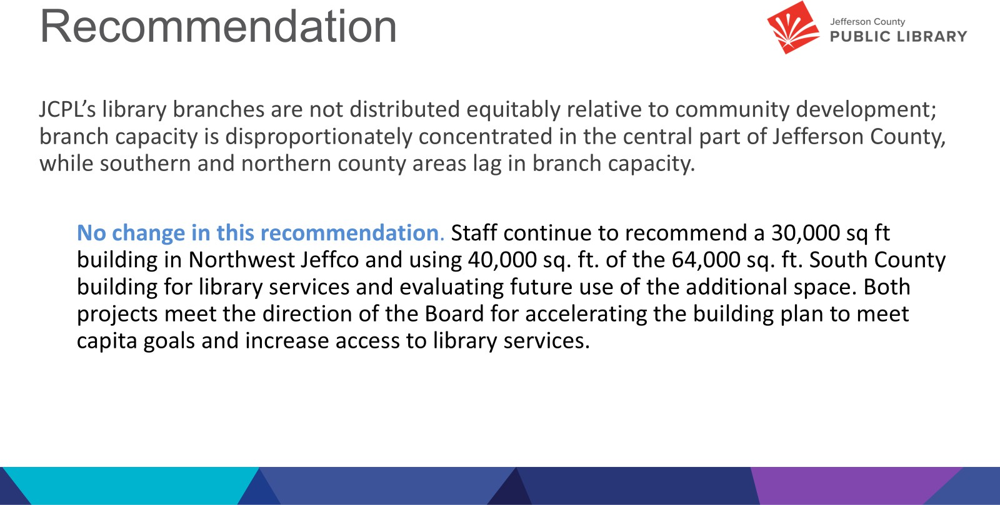 Recommendation
Jefferson County
PUBLIC LIBRARY
JCPL’s library branches are not distributed equitably relative to community development;
branch capacity is disproportionately concentrated in the central part of Jefferson County,
while southern and northern county areas lag in branch capacity.
No change in this recommendation. Staff continue to recommend a 30,000 sq ft
building in Northwest Jeffco and using 40,000 sq. ft. of the 64,000 sq. ft. South County
building for library services and evaluating future use of the additional space. Both
projects meet the direction of the Board for accelerating the building plan to meet
capita goals and increase access to library services.